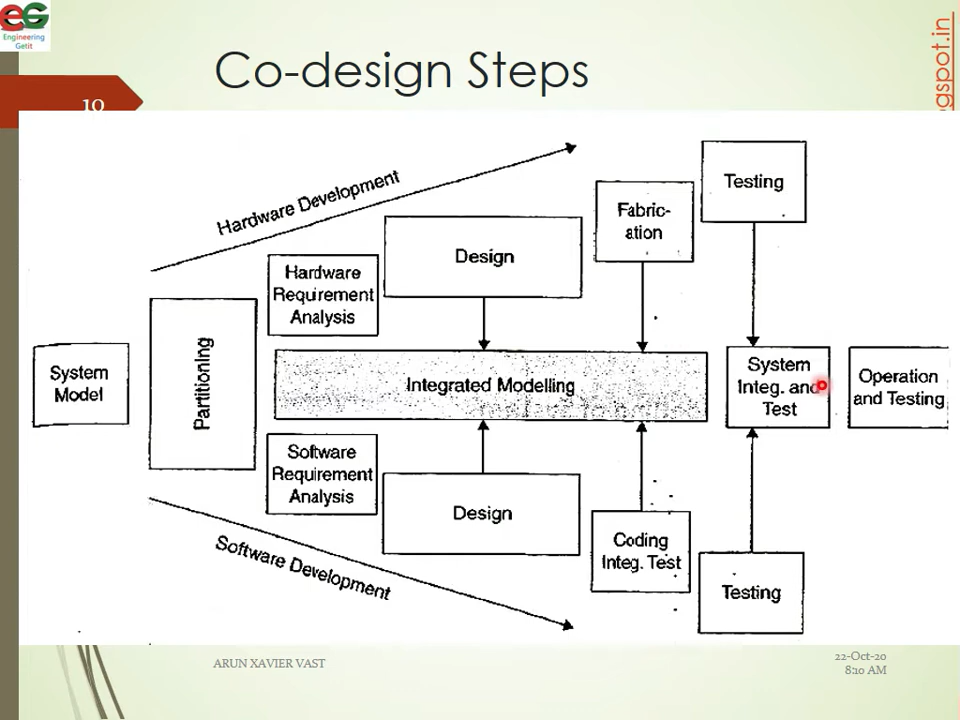 EG
Engineering
Getit
Co-design Steps
10
gspot.in
Hardware Development
Testing
Fabric-
ation
Design
Hardware
Requirement
Analysis
System
Model
Partitioning
Integrated Modelling
System
Integ. and
Test
Operation
and Testing
Software
Requirement
Analysis
Design
Coding
Integ. Test
Testing
Software Development
ARUN XAVIER VAST
22-Oct-20
8:10 AM